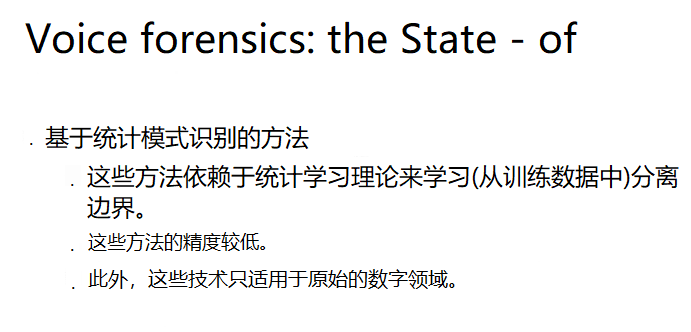 Voice forensics: the State - of
. 基于统计模式识别的方法
. 这些方法依赖于统计学习理论来学习(从训练数据中)分离
边界。
. 这些方法的精度较低。
. 此外，这些技术只适用于原始的数字领域。